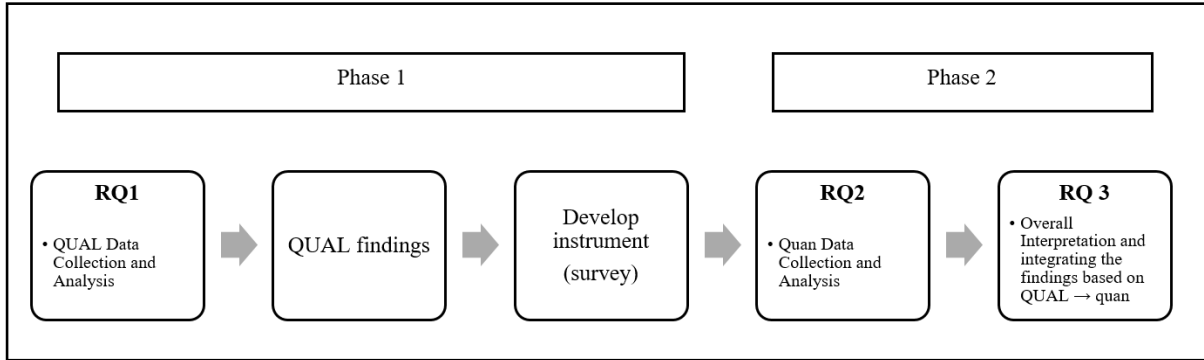 Phase 1
Phase 2
RQ1
• QUAL Data
Collection and
Analysis
QUAL findings
Develop
instrument
(survey)
RQ2
• Quan Data
Collection and
Analysis
RQ 3
• Overall
Interpretation and
integrating the
findings based on
QUAL → quan